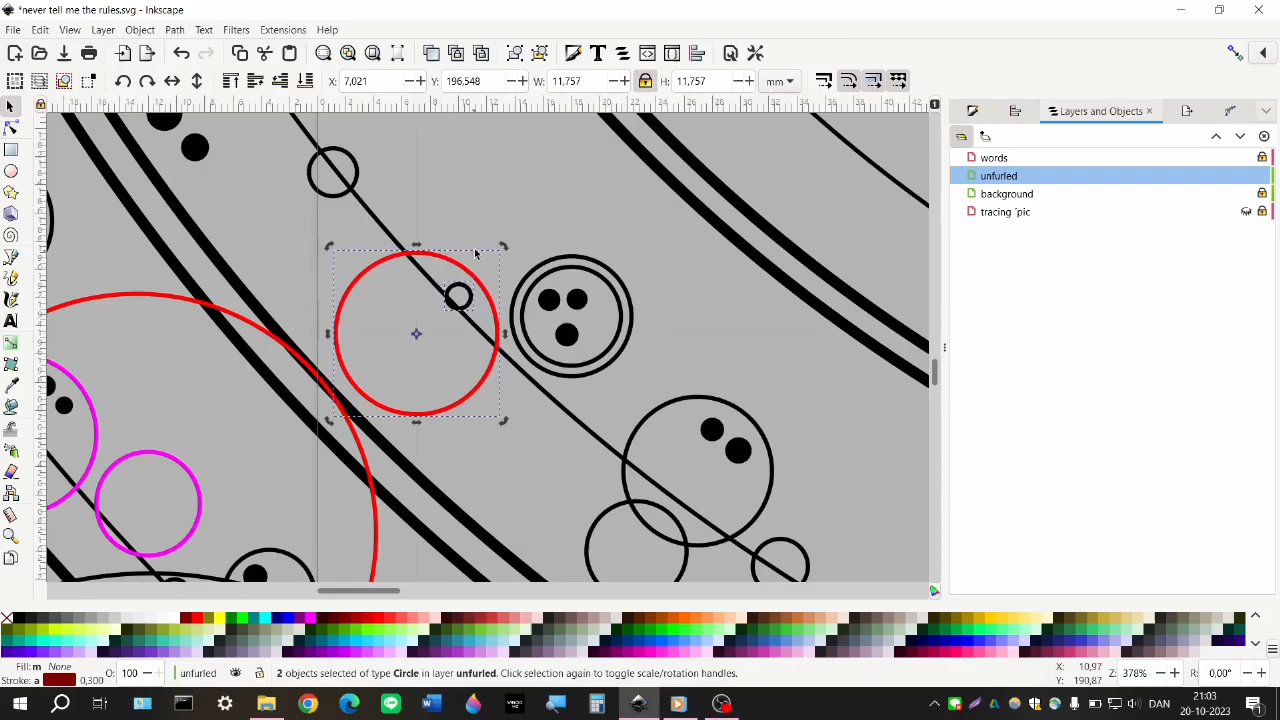 *never tell me the rules.svg - Inkscape
File Edit View Layer Object Path Filters Text Extensions Help
X: 7,021 Y: 196,548 W: 11,757 H: 11,757 mm
Layers and Objects
words
unfurled
background
tracing ´pic
Fill: m None
Stroke: a 0,300
O: 100
unfurled
2 objects selected of type Circle in layer unfurled. Click selection again to toggle scale/rotation handles.
X: 10,97
Y: 190,87
Z: 378%
R: 0,00°
DAN
21:03
20-10-2023